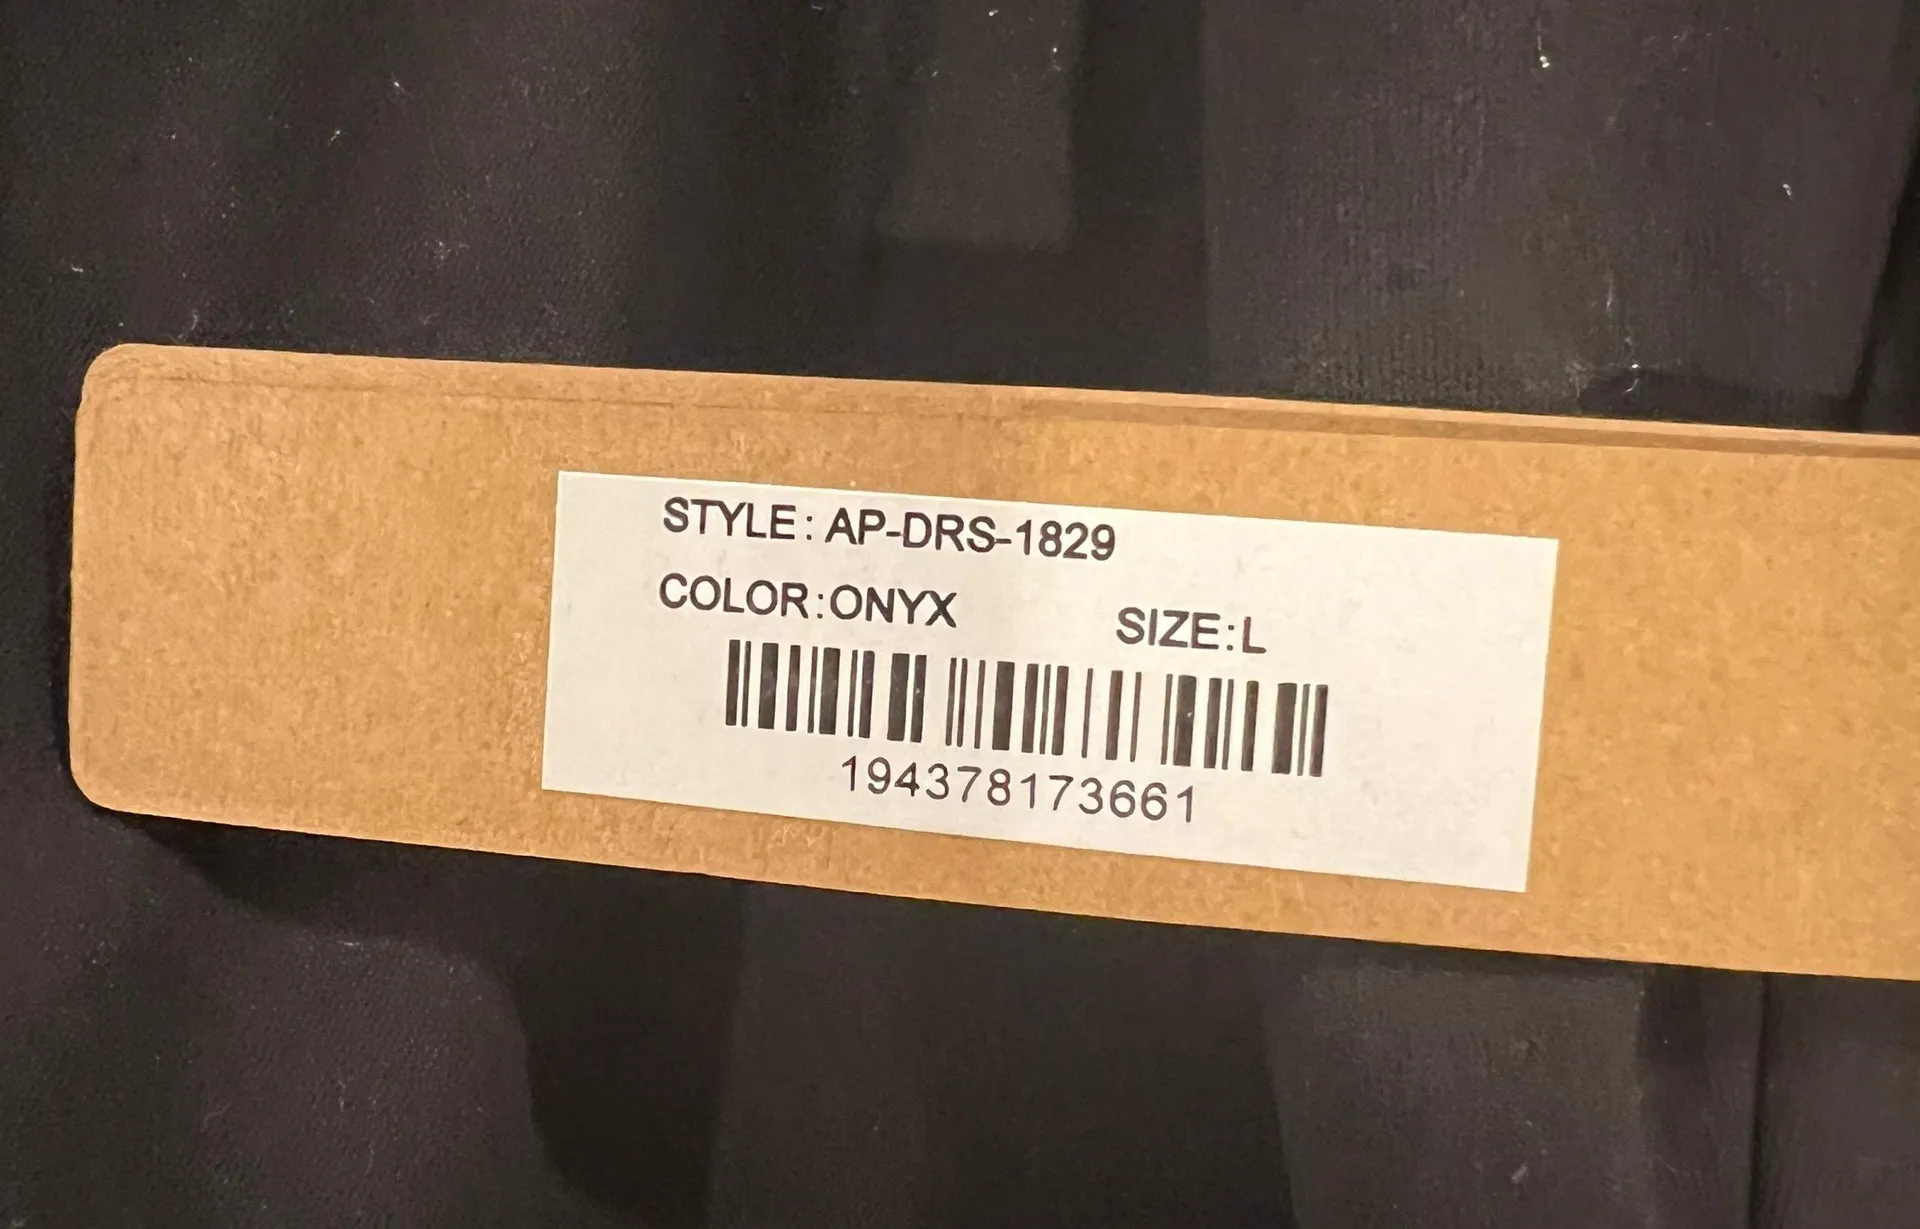 STYLE: AP-DRS-1829
COLOR:ONYX SIZE:L
194378173661